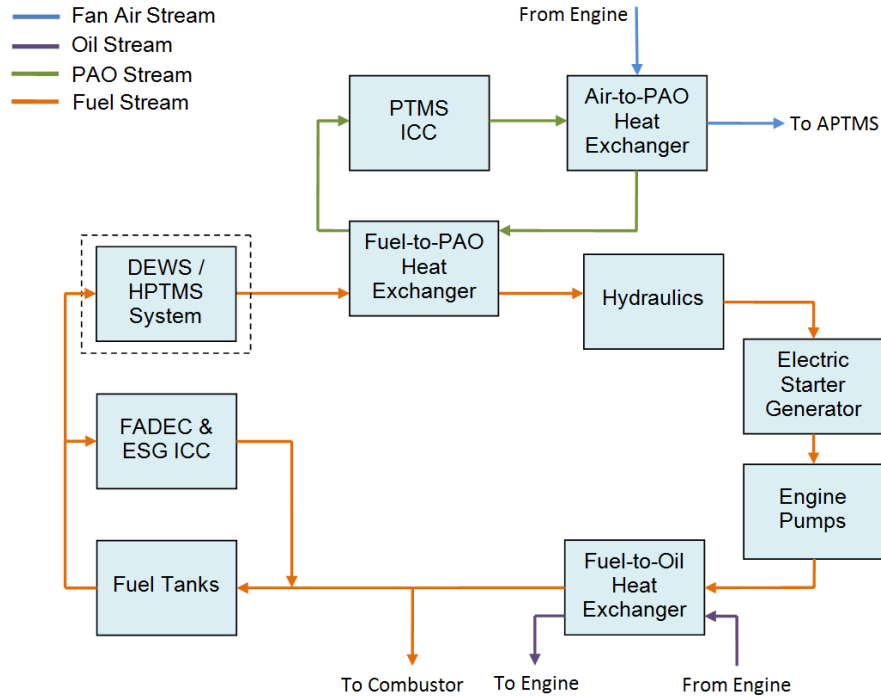 Fan Air Stream
Oil Stream
PAO Stream
Fuel Stream
From Engine
PTMS
ICC
Air-to-PAO
Heat
Exchanger
To APTMS
Fuel-to-PAO
Heat
Exchanger
DEWS /
HPTMS
System
Hydraulics
Electric
Starter
Generator
FADEC &
ESG ICC
Engine
Pumps
Fuel Tanks
Fuel-to-Oil
Heat
Exchanger
To Combustor
To Engine
From Engine